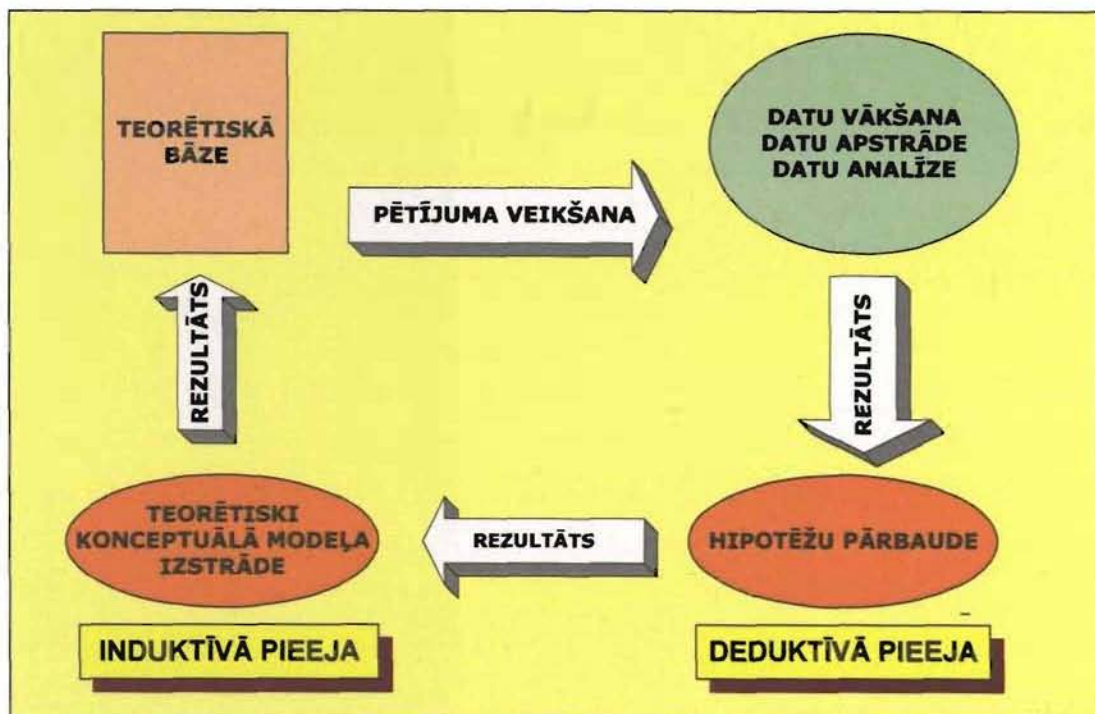 TEORĒTISKĀ
BĀZE
DATU VĀKŠANA
DATU APSTRĀDE
DATU ANALĪZE
PĒTĪJUMA VEIKŠANA
REZULTĀTS
REZULTĀTS
TEORĒTISKI
KONCEPTUĀLĀ MODEĻA
IZSTRĀDE
REZULTĀTS
HIPOTĒŽU PĀRBAUDE
INDUKTĪVĀ PIEEJA
DEDUKTĪVĀ PIEEJA